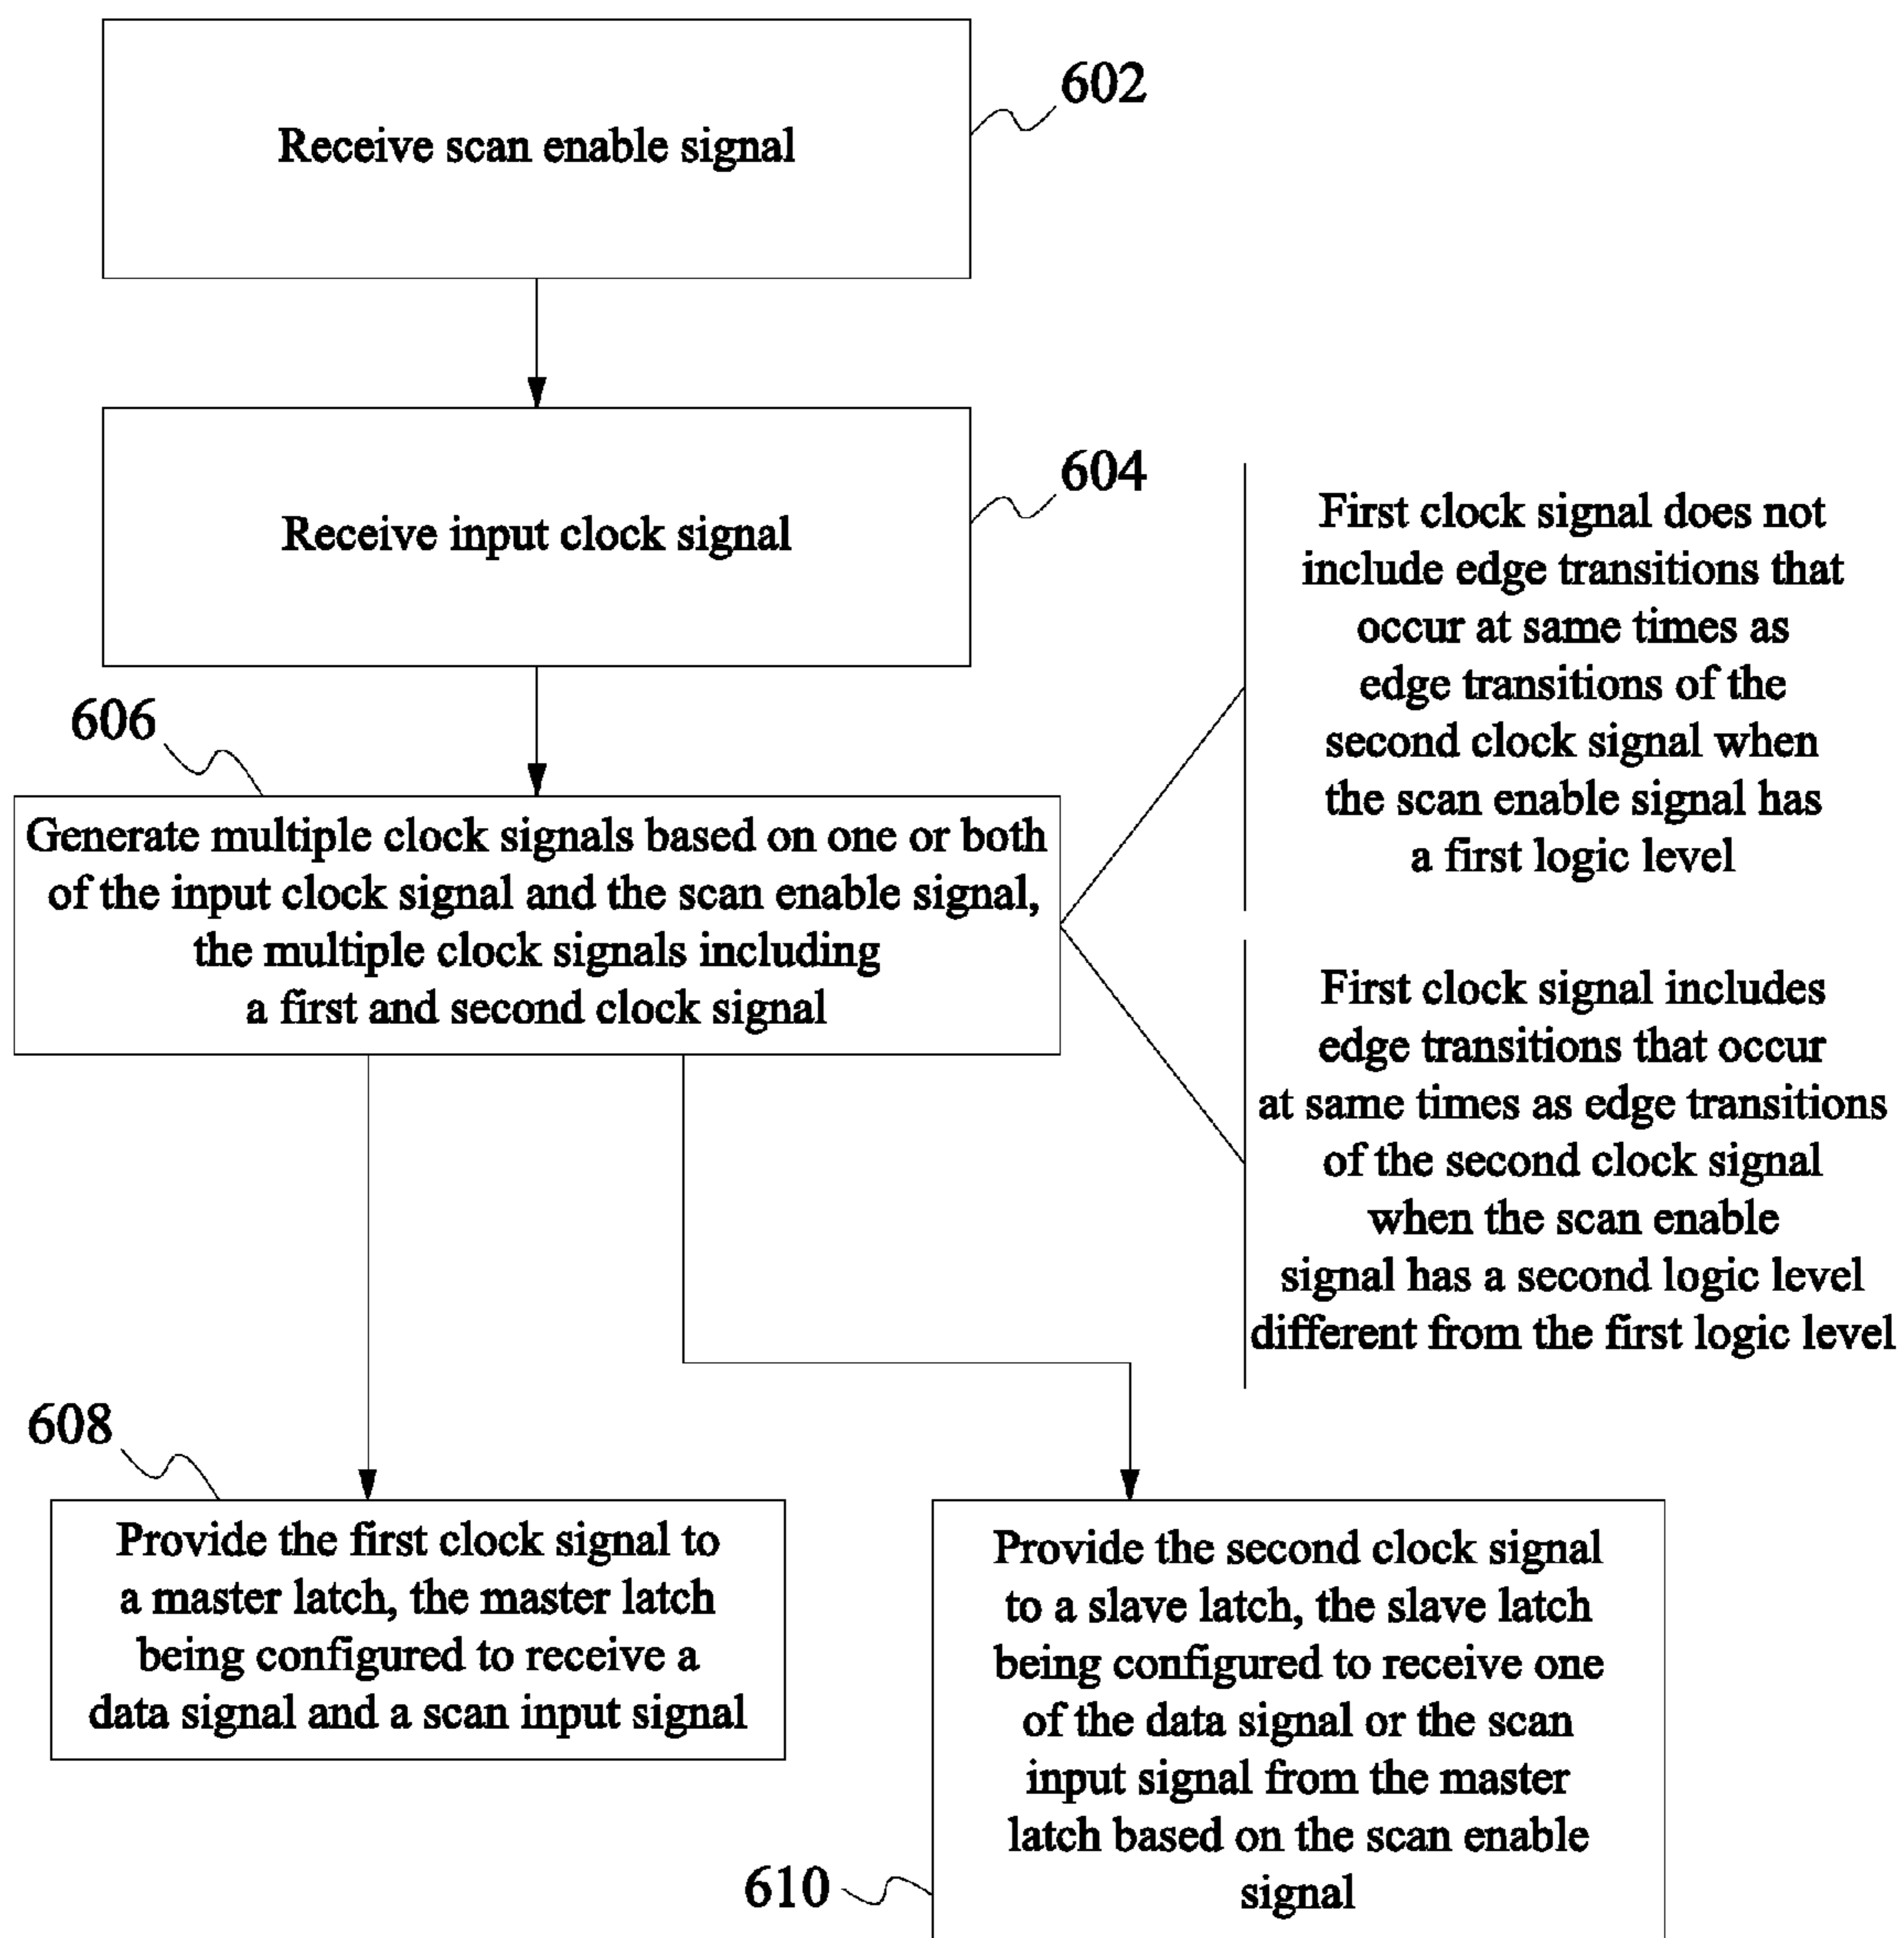 602
Receive scan enable signal
604
Receive input clock signal
606
Generate multiple clock signals based on one or both
of the input clock signal and the scan enable signal,
the multiple clock signals including
a first and second clock signal
First clock signal does not
include edge transitions that
occur at same times as
edge transitions of the
second clock signal when
the scan enable signal has
a first logic level
First clock signal includes
edge transitions that occur
at same times as edge transitions
of the second clock signal
when the scan enable
signal has a second logic level
different from the first logic level
608
Provide the first clock signal to
a master latch, the master latch
being configured to receive a
data signal and a scan input signal
Provide the second clock signal
to a slave latch, the slave latch
being configured to receive one
of the data signal or the scan
input signal from the master
latch based on the scan enable
signal
610